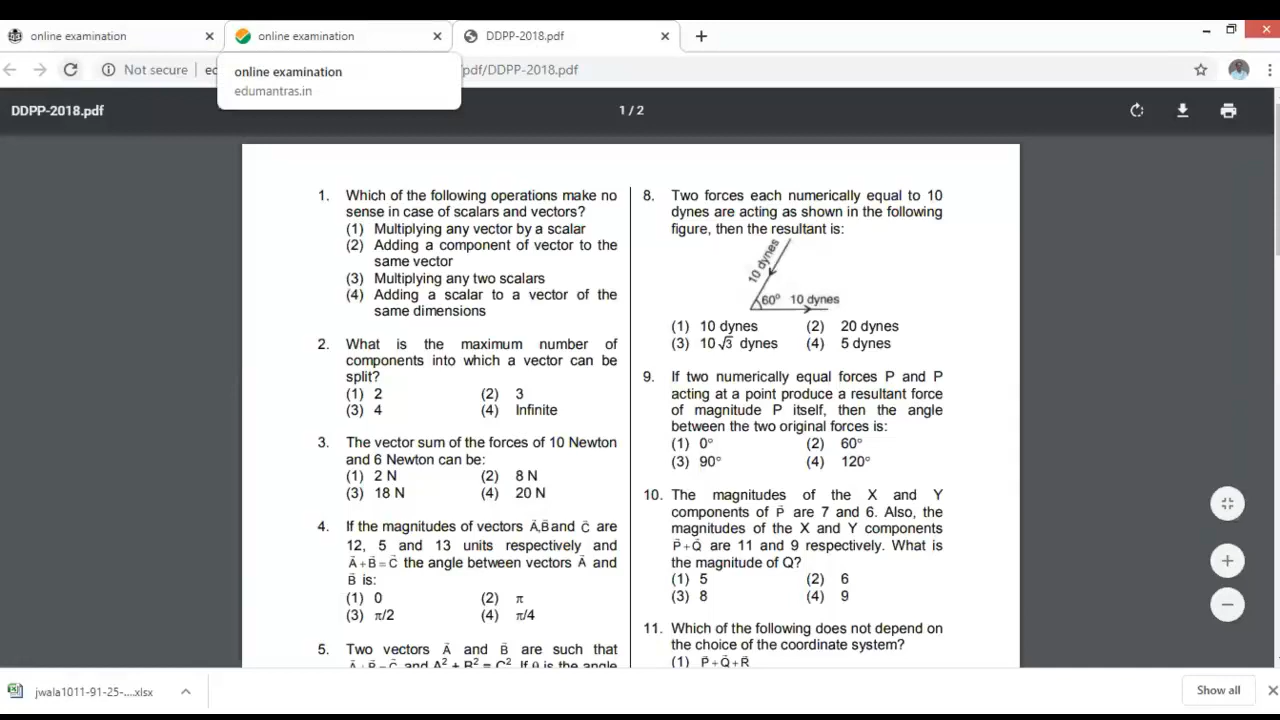 online examination
online examination
DDPP-2018.pdf
Not secure
pdf/DDPP-2018.pdf
online examination
edumantras.in
DDPP-2018.pdf
1 / 2
1. Which of the following operations make no
sense in case of scalars and vectors?
(1) Multiplying any vector by a scalar
(2) Adding a component of vector to the
same vector
(3) Multiplying any two scalars
(4) Adding a scalar to a vector of the
same dimensions
2. What is the maximum number of
components into which a vector can be
split?
(1) 2 (2) 3
(3) 4 (4) Infinite
3. The vector sum of the forces of 10 Newton
and 6 Newton can be:
(1) 2 N (2) 8 N
(3) 18 N (4) 20 N
4. If the magnitudes of vectors A⃗,B⃗ and C⃗ are
12, 5 and 13 units respectively and
A⃗+B⃗=C⃗ the angle between vectors A⃗ and
B⃗ is:
(1) 0 (2) π
(3) π/2 (4) π/4
5. Two vectors A⃗ and B⃗ are such that
A⃗+B⃗=C⃗ and A² + B² = C². If θ is the angle
8. Two forces each numerically equal to 10
dynes are acting as shown in the following
figure, then the resultant is:
10 dynes
60° 10 dynes
(1) 10 dynes (2) 20 dynes
(3) 10√3 dynes (4) 5 dynes
9. If two numerically equal forces P and P
acting at a point produce a resultant force
of magnitude P itself, then the angle
between the two original forces is:
(1) 0° (2) 60°
(3) 90° (4) 120°
10. The magnitudes of the X and Y
components of P⃗ are 7 and 6. Also, the
magnitudes of the X and Y components
P⃗+Q⃗ are 11 and 9 respectively. What is
the magnitude of Q?
(1) 5 (2) 6
(3) 8 (4) 9
11. Which of the following does not depend on
the choice of the coordinate system?
(1) P⃗+Q⃗+R⃗
jwala1011-91-25-....xlsx
Show all